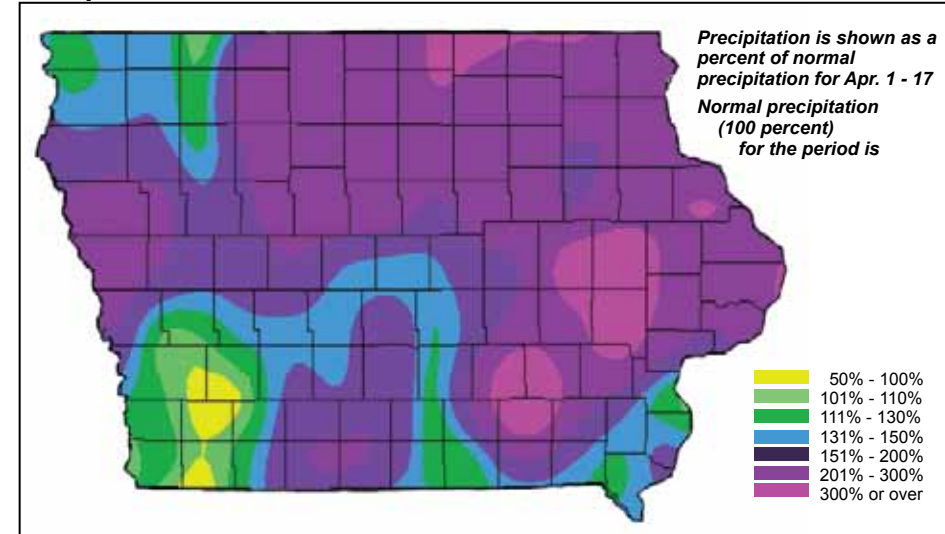 Precipitation is shown as a
percent of normal
precipitation for Apr. 1 - 17
Normal precipitation
(100 percent)
for the period is
50% - 100%
101% - 110%
111% - 130%
131% - 150%
151% - 200%
201% - 300%
300% or over